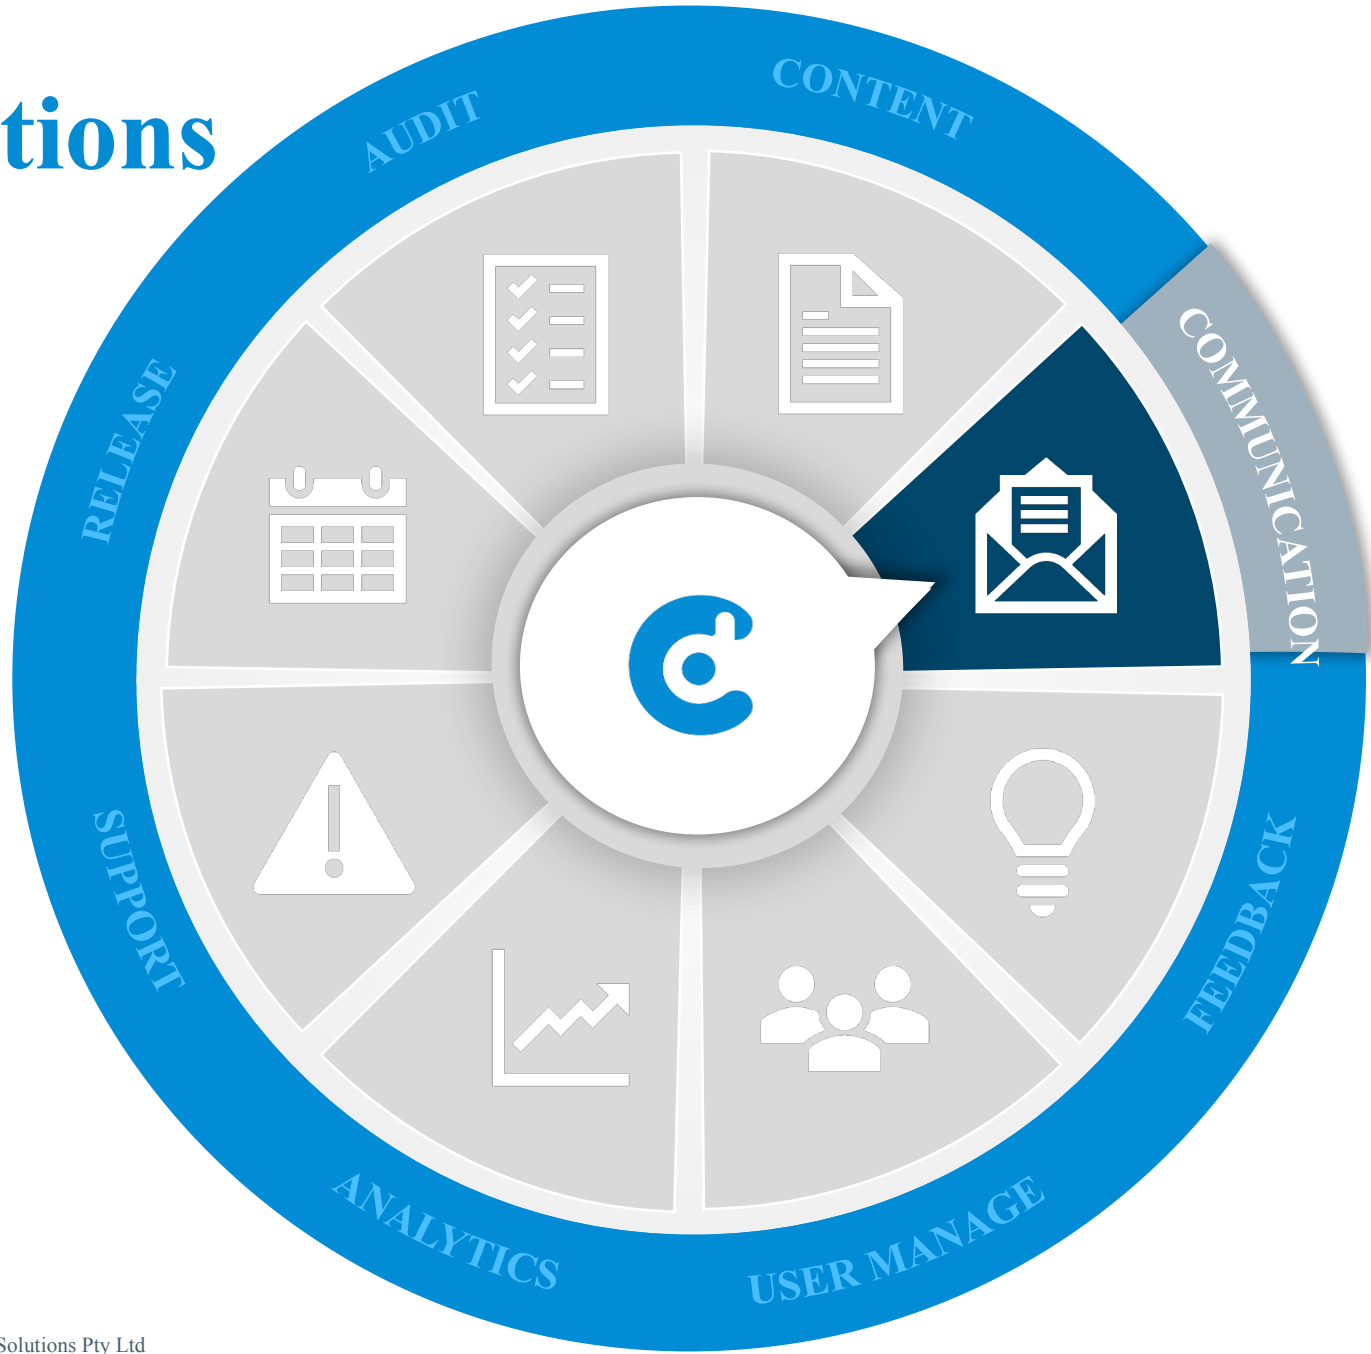 tions
AUDIT
CONTENT
COMMUNICATION
RELEASE
SUPPORT
FEEDBACK
ANALYTICS
USER MANAGE
Solutions Pty Ltd